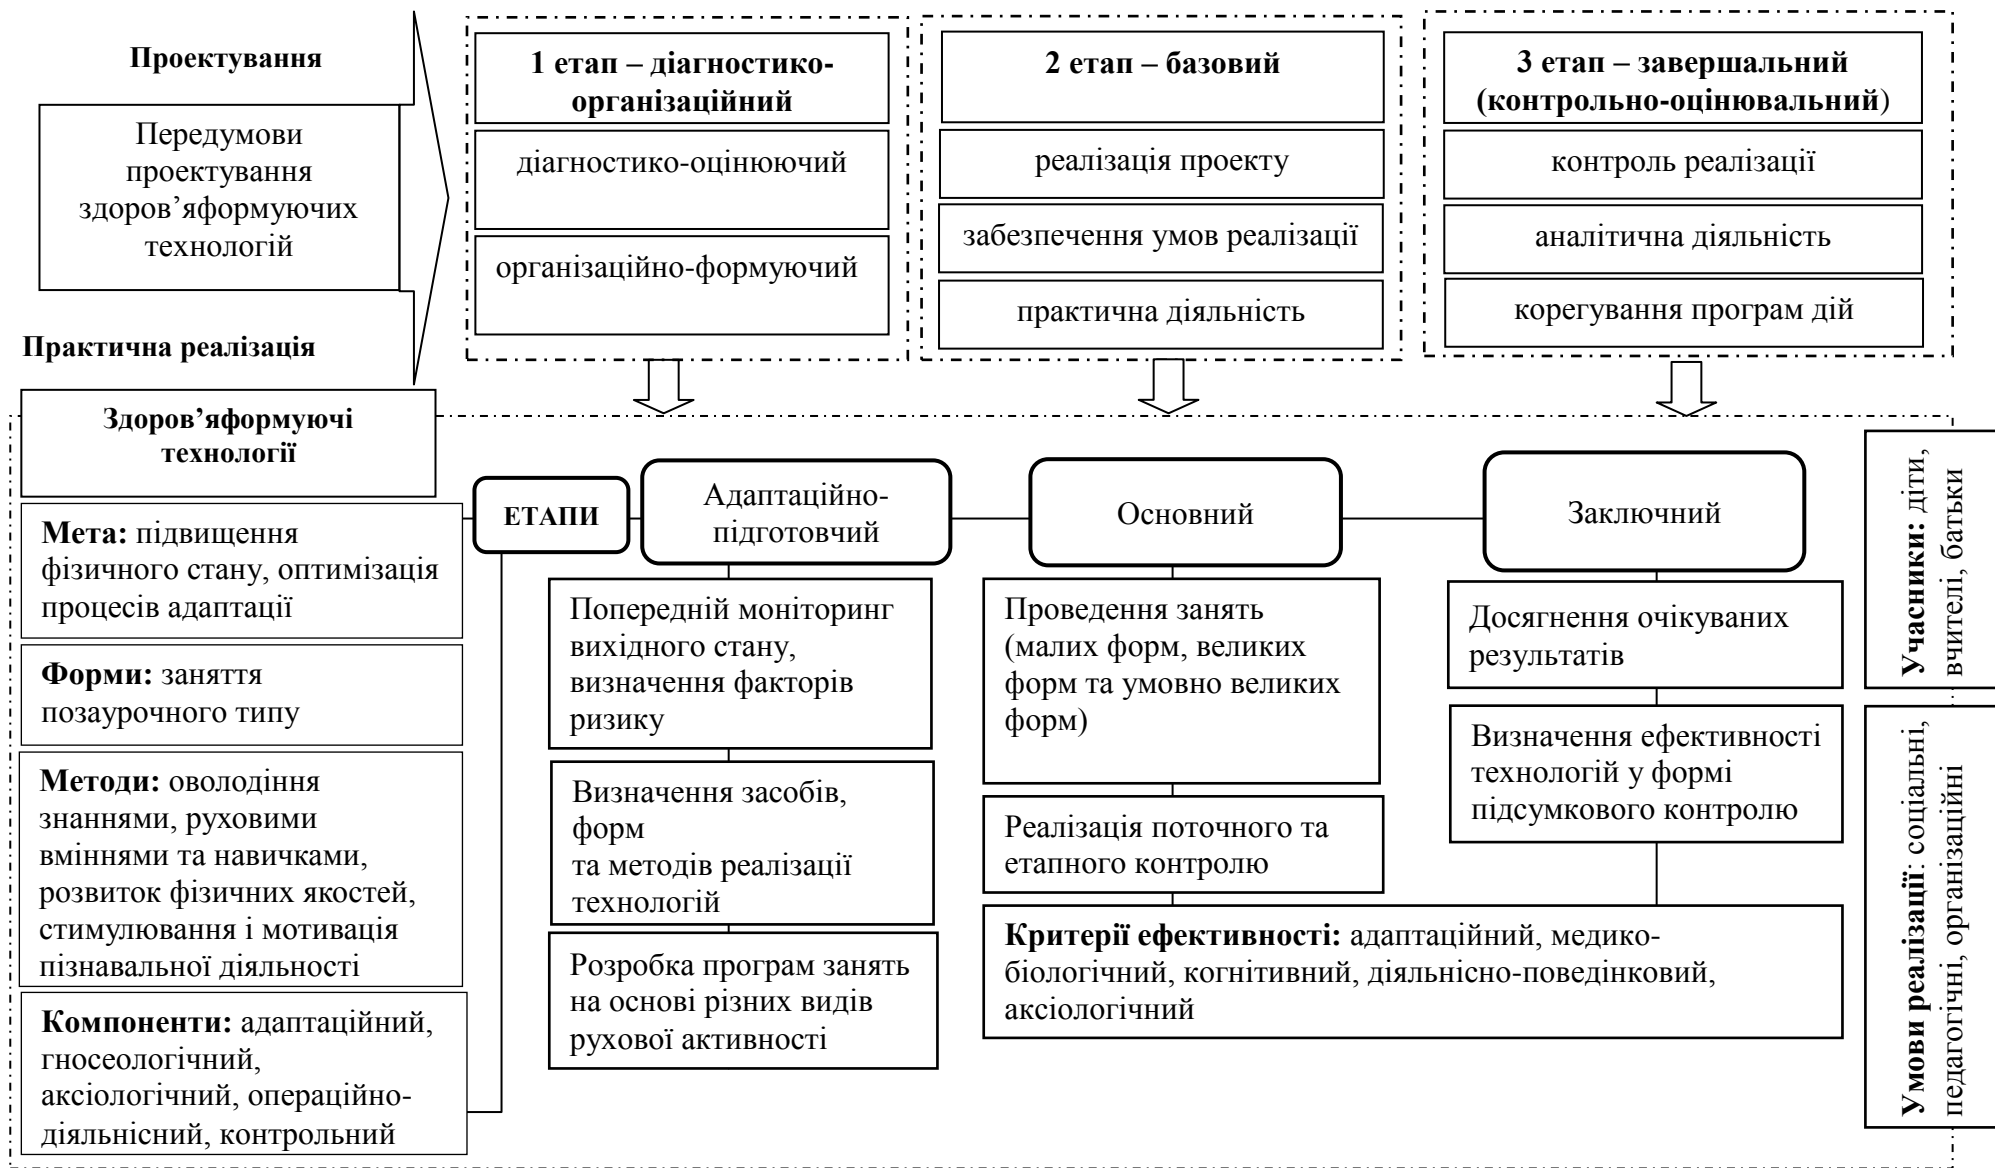 Проектування
Передумови
проектування
здоров’яформуючих
технологій
1 етап – діагностико-
організаційний
діагностико-оцінюючий
організаційно-формуючий
2 етап – базовий
реалізація проекту
забезпечення умов реалізації
практична діяльність
3 етап – завершальний
(контрольно-оцінювальний)
контроль реалізації
аналітична діяльність
корегування програм дій
Практична реалізація
Здоров’яформуючі
технології
Мета: підвищення
фізичного стану, оптимізація
процесів адаптації
Форми: заняття
позаурочного типу
Методи: оволодіння
знаннями, руховими
вміннями та навичками,
розвиток фізичних якостей,
стимулювання і мотивація
пізнавальної діяльності
Компоненти: адаптаційний,
гносеологічний,
аксіологічний, операційно-
діяльнісний, контрольний
ЕТАПИ
Адаптаційно-
підготовчий
Попередній моніторинг
вихідного стану,
визначення факторів
ризику
Визначення засобів,
форм
та методів реалізації
технологій
Розробка програм занять
на основі різних видів
рухової активності
Основний
Проведення занять
(малих форм, великих
форм та умовно великих
форм)
Реалізація поточного та
етапного контролю
Заключний
Досягнення очікуваних
результатів
Визначення ефективності
технологій у формі
підсумкового контролю
Критерії ефективності: адаптаційний, медико-
біологічний, когнітивний, діяльнісно-поведінковий,
аксіологічний
Учасники: діти,
вчителі, батьки
Умови реалізації: соціальні,
педагогічні, організаційні